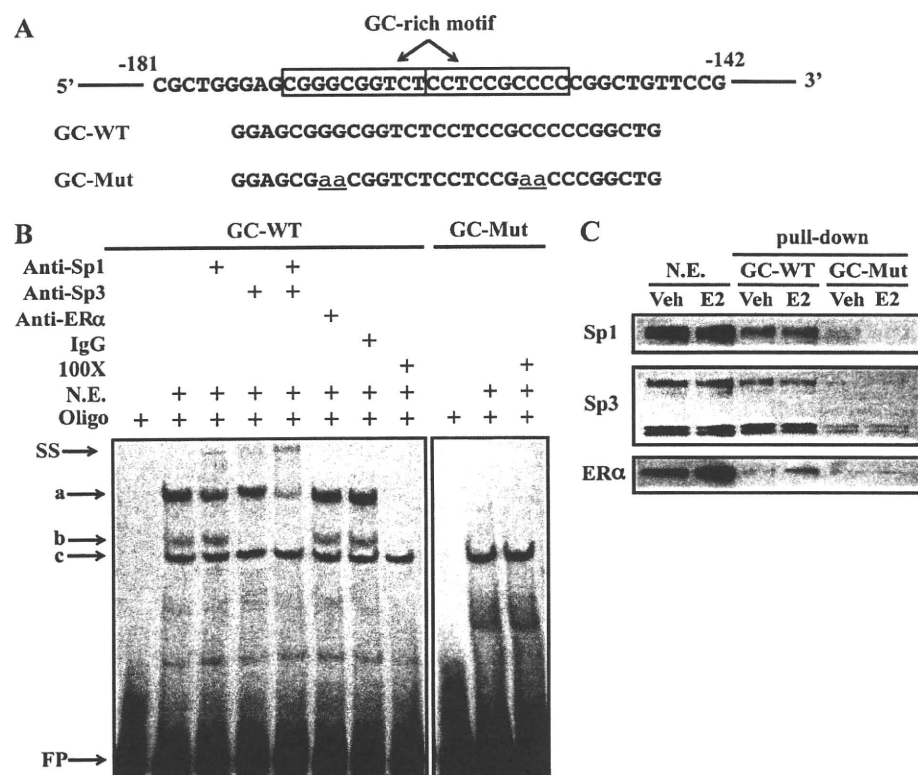 A
GC-rich motif
-181
-142
5’ CGCTGGGAGCGGGCGGTCTCCTCCGCCCCCGGCTGTTCCG 3’
GC-WT GGAGCGGGCGGTCTCCTCCGCCCCCGGCTG
GC-Mut GGAGCGaaCGGTCTCCTCCGaaCCCGGCTG
B
GC-WT GC-Mut
Anti-Sp1 + +
Anti-Sp3 + +
Anti-ERα +
IgG +
100X + +
N.E. + + + + + + + + +
Oligo + + + + + + + + + + +
SS
a
b
c
FP
C
pull-down
N.E. GC-WT GC-Mut
Veh E2 Veh E2 Veh E2
Sp1
Sp3
ERα